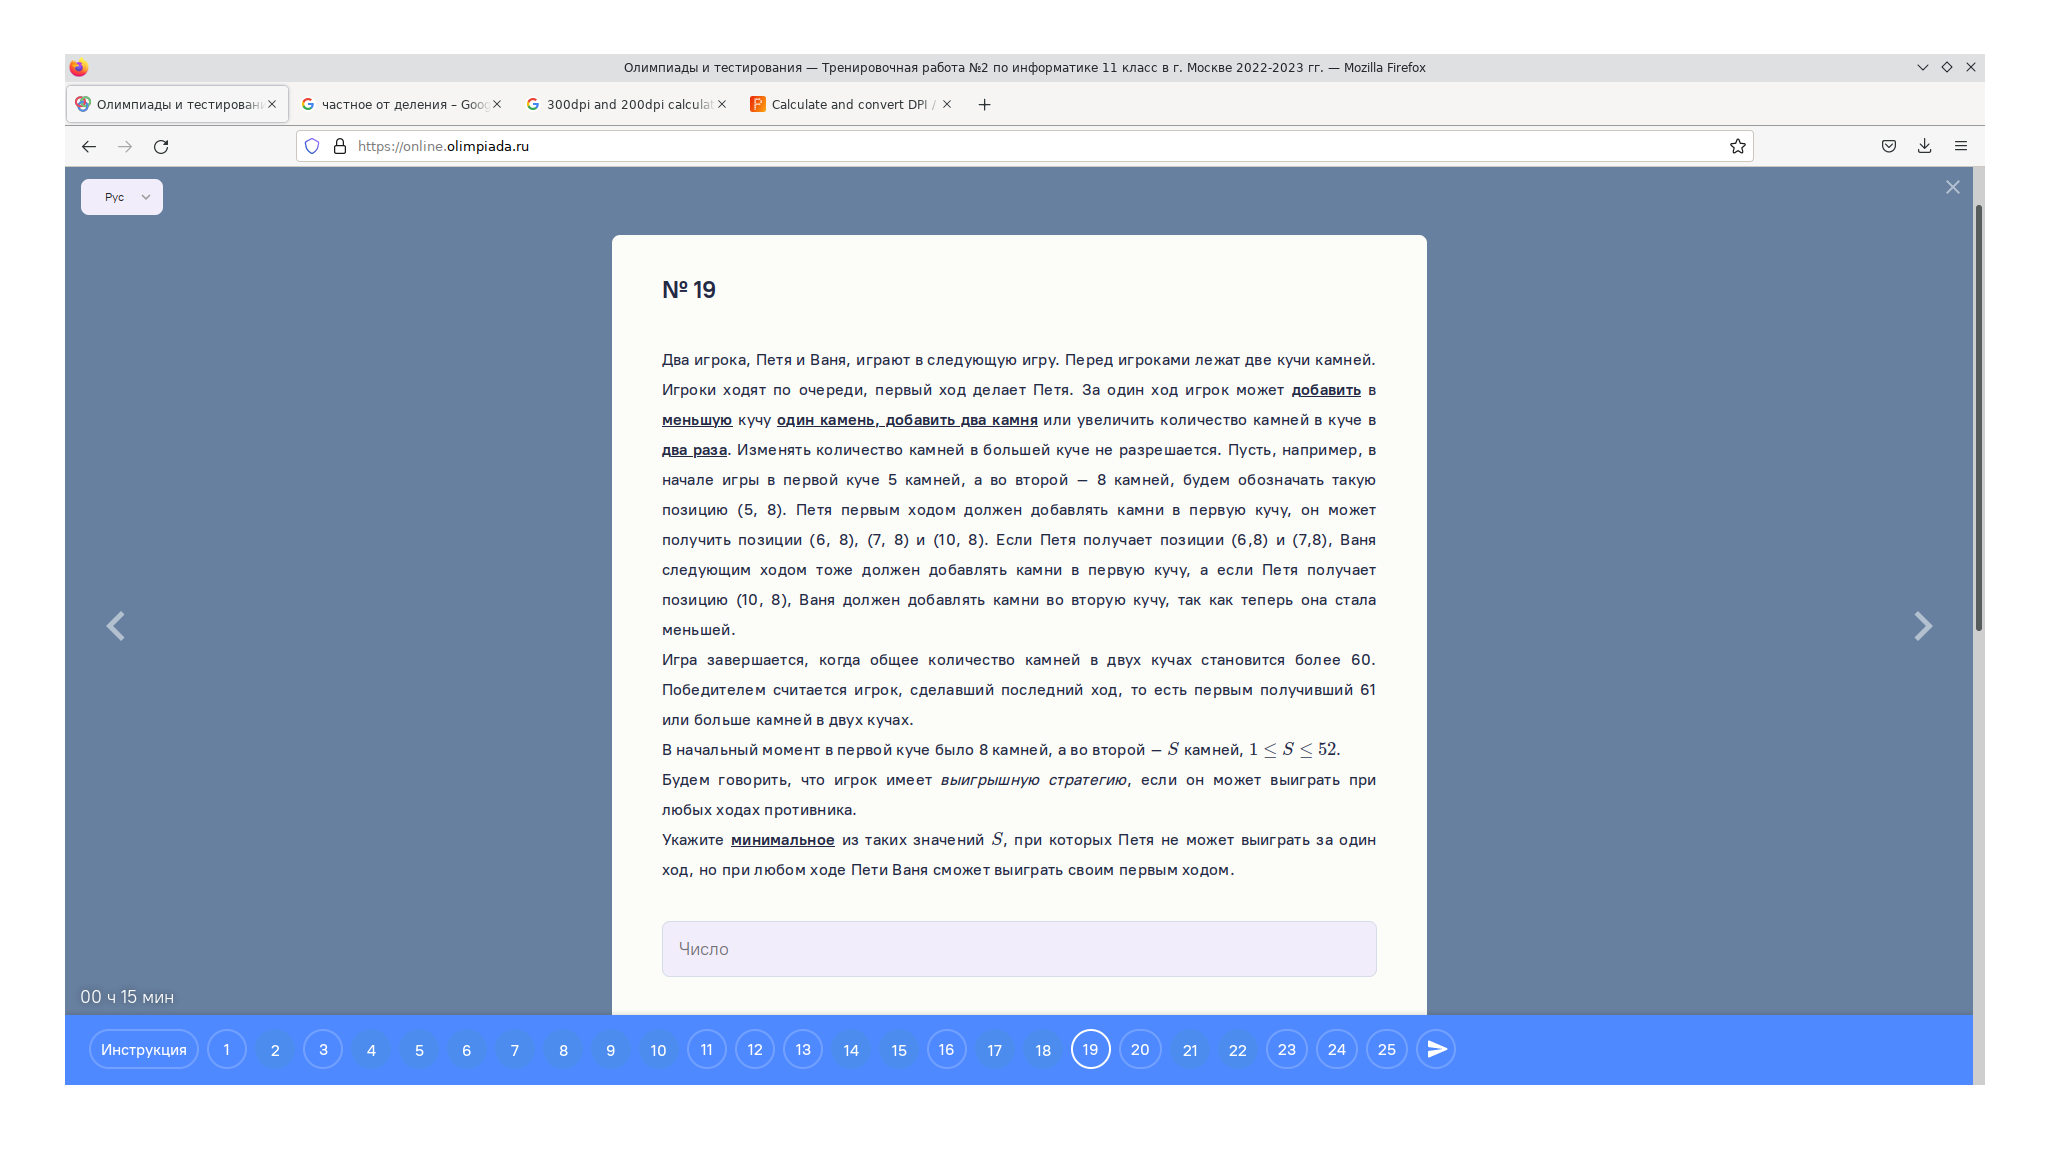 Олимпиады и тестирования — Тренировочная работа №2 по информатике 11 класс в г. Москве 2022-2023 гг. — Mozilla Firefox
Олимпиады и тестировани
частное от деления – Goog
300dpi and 200dpi calculat
Calculate and convert DPI /
https://online.olimpiada.ru
Рус
№ 19
Два игрока, Петя и Ваня, играют в следующую игру. Перед игроками лежат две кучи камней.
Игроки ходят по очереди, первый ход делает Петя. За один ход игрок может добавить в
меньшую кучу один камень, добавить два камня или увеличить количество камней в куче в
два раза. Изменять количество камней в большей куче не разрешается. Пусть, например, в
начале игры в первой куче 5 камней, а во второй — 8 камней, будем обозначать такую
позицию (5, 8). Петя первым ходом должен добавлять камни в первую кучу, он может
получить позиции (6, 8), (7, 8) и (10, 8). Если Петя получает позиции (6,8) и (7,8), Ваня
следующим ходом тоже должен добавлять камни в первую кучу, а если Петя получает
позицию (10, 8), Ваня должен добавлять камни во вторую кучу, так как теперь она стала
меньшей.
Игра завершается, когда общее количество камней в двух кучах становится более 60.
Победителем считается игрок, сделавший последний ход, то есть первым получивший 61
или больше камней в двух кучах.
В начальный момент в первой куче было 8 камней, а во второй – S камней, 1 ≤ S ≤ 52.
Будем говорить, что игрок имеет выигрышную стратегию, если он может выиграть при
любых ходах противника.
Укажите минимальное из таких значений S, при которых Петя не может выиграть за один
ход, но при любом ходе Пети Ваня сможет выиграть своим первым ходом.
Число
00 ч 15 мин
Инструкция 1 2 3 4 5 6 7 8 9 10 11 12 13 14 15 16 17 18 19 20 21 22 23 24 25